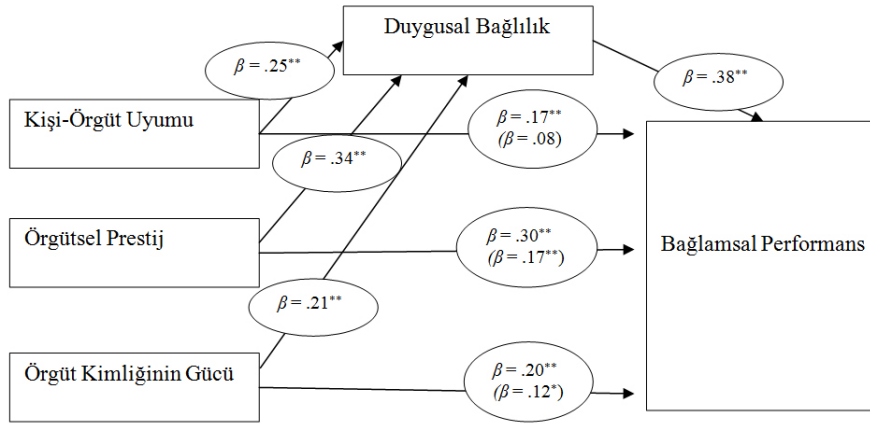 Duygusal Bağlılık
β = .25**
β = .38**
Kişi-Örgüt Uyumu
β = .17**
(β = .08)
β = .34**
Örgütsel Prestij
β = .30**
(β = .17**)
Bağlamsal Performans
β = .21**
Örgüt Kimliğinin Gücü
β = .20**
(β = .12*)